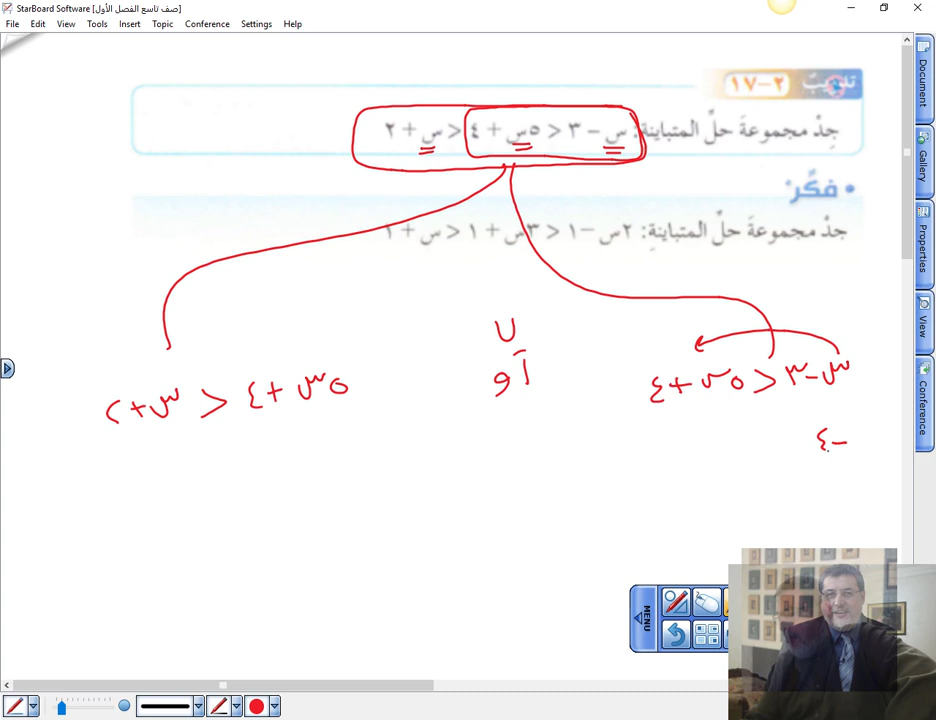 StarBoard Software [صف تاسع الفصل الأول]
File Edit View Tools Insert Topic Conference Settings Help
تدريبٌ ٢-١٧
جِدْ مجموعةَ حلِّ المتباينة: س - ٣ > ٥س + ٤ > س + ٢
• فكِّرْ
جدْ مجموعةَ حلِّ المتباينةِ: ٢س - ١ > ٣س + ١ > س + ١
س - ٣ > ٥س + ٤
أو
٥س + ٤ > س + ٢
- ٤
Document
Gallery
Properties
View
Conference
MENU